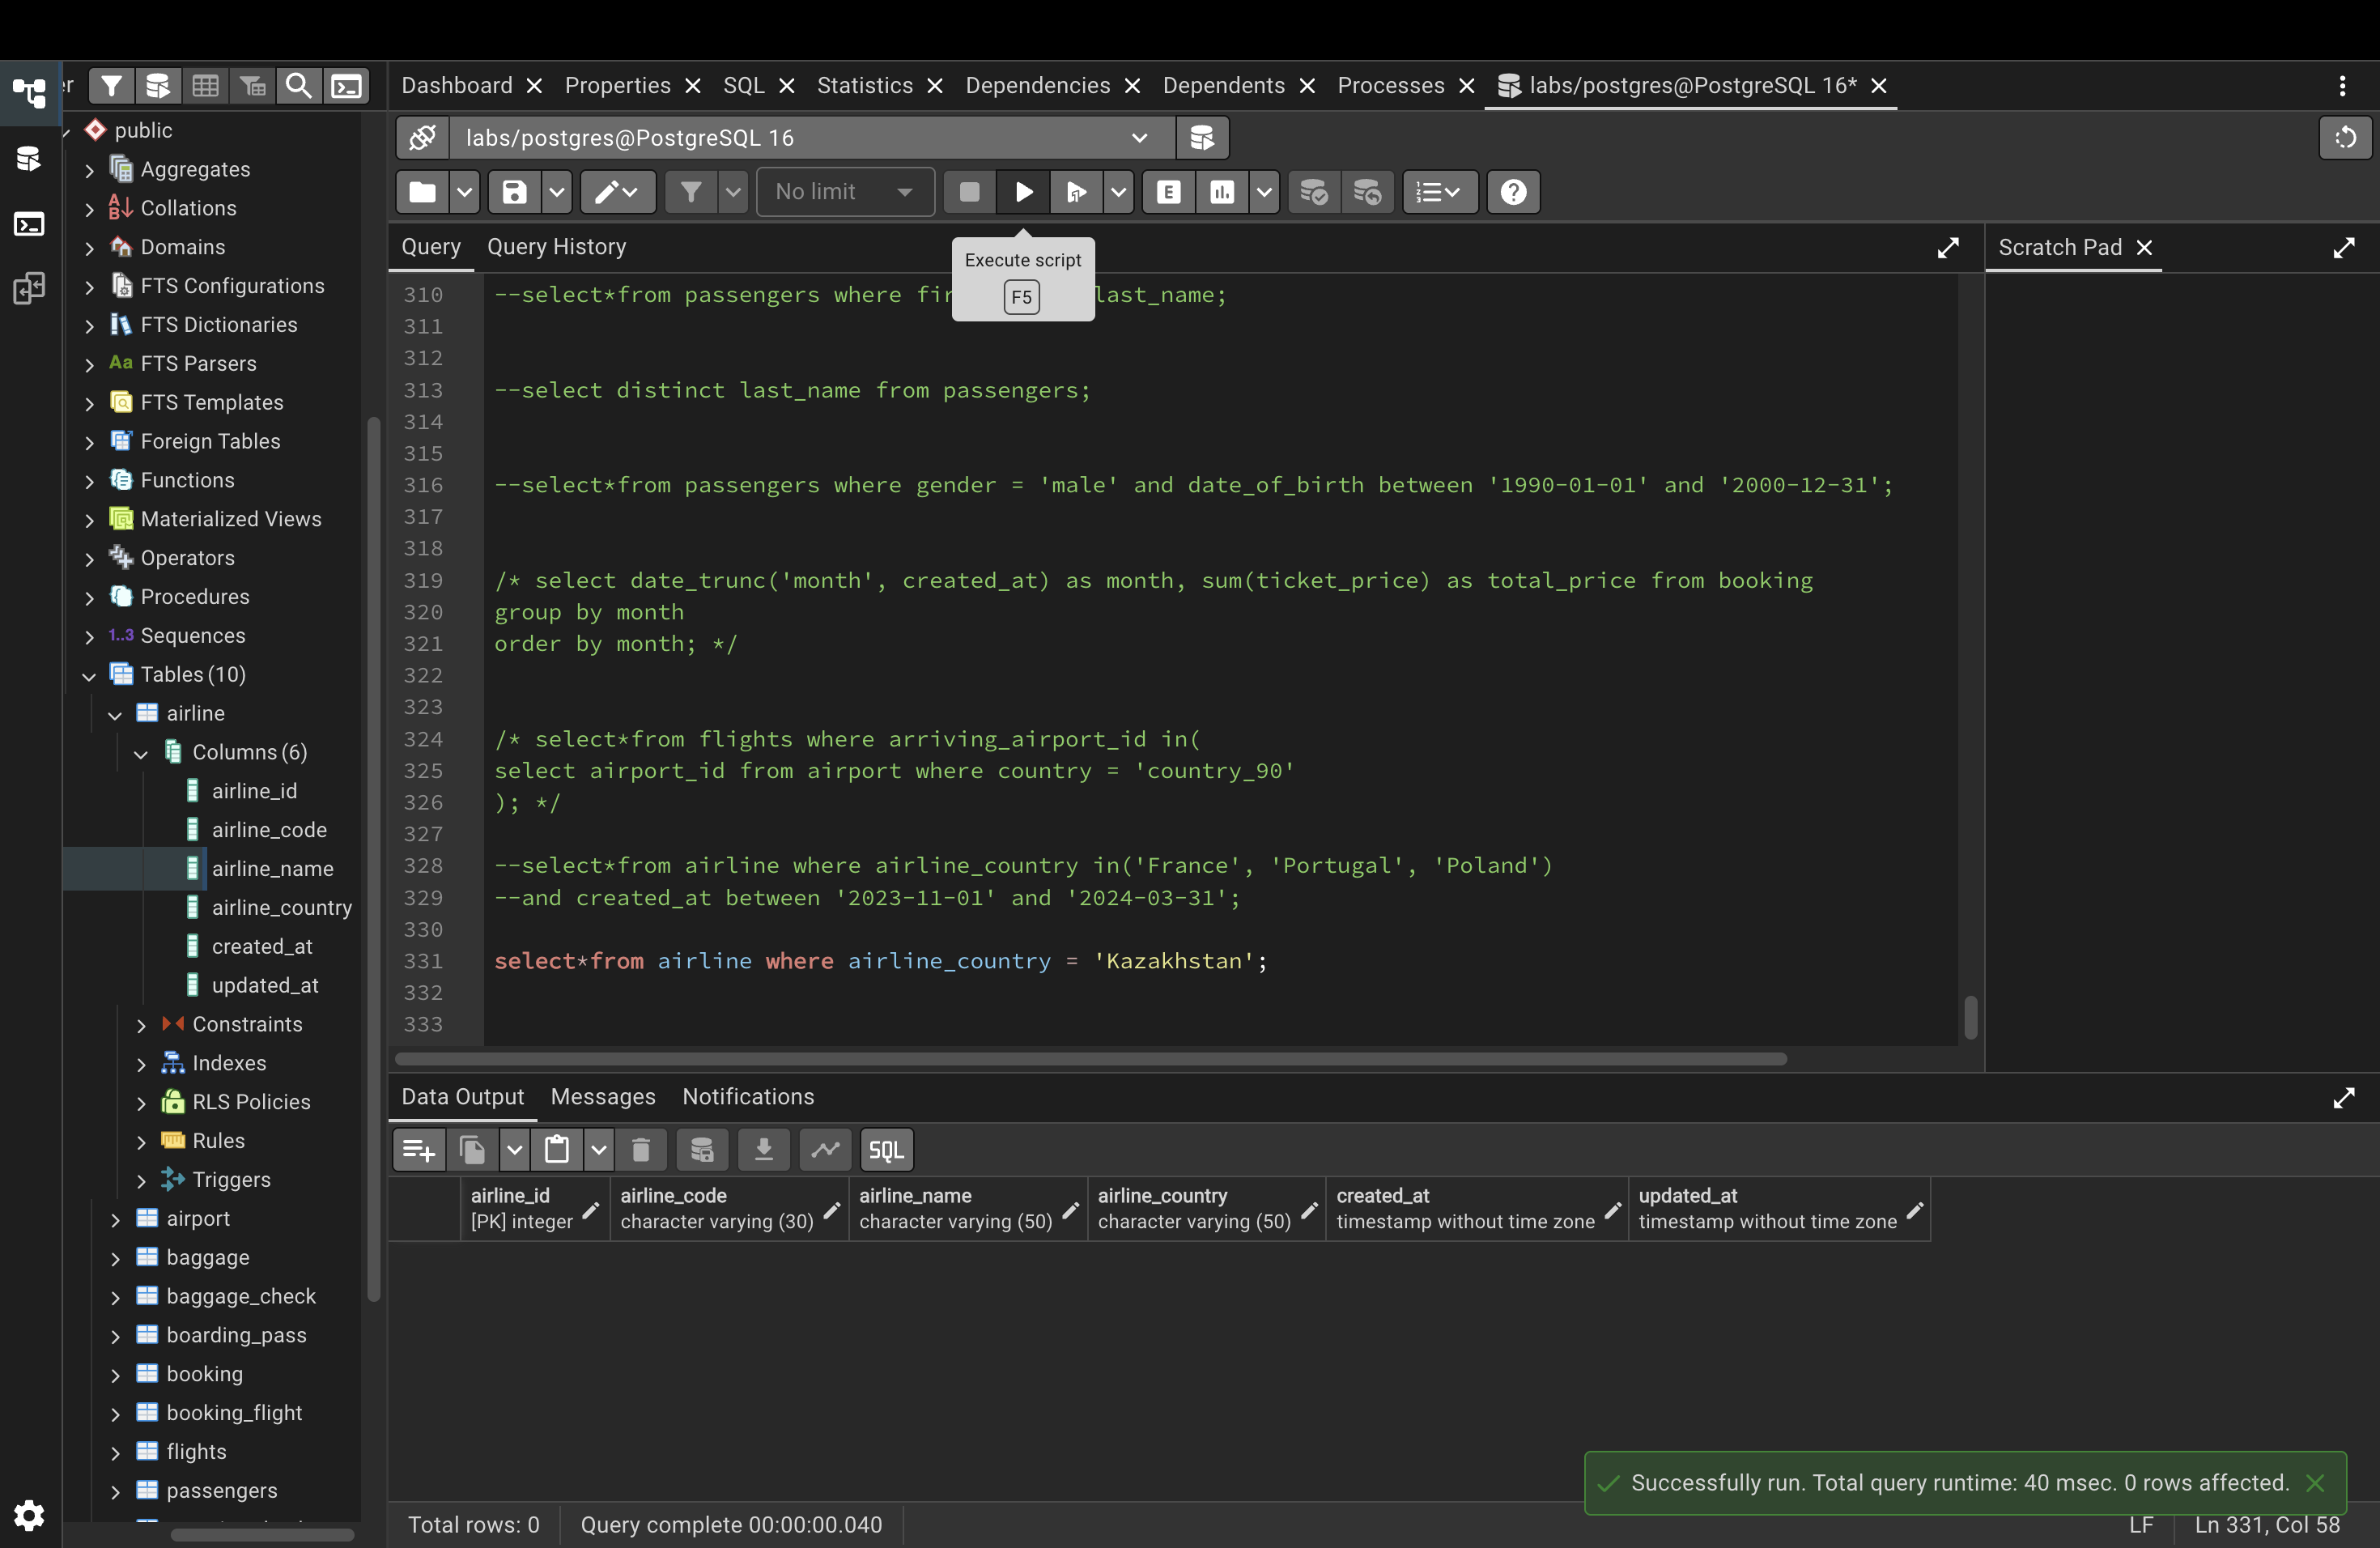 Dashboard Properties SQL Statistics Dependencies Dependents Processes labs/postgres@PostgreSQL 16*
labs/postgres@PostgreSQL 16
No limit
E
Query Query History
Scratch Pad
Execute script
F5
public
Aggregates
Collations
Domains
FTS Configurations
FTS Dictionaries
Aa FTS Parsers
FTS Templates
Foreign Tables
Functions
Materialized Views
Operators
Procedures
1..3 Sequences
Tables (10)
airline
Columns (6)
airline_id
airline_code
airline_name
airline_country
created_at
updated_at
Constraints
Indexes
RLS Policies
Rules
Triggers
airport
baggage
baggage_check
boarding_pass
booking
booking_flight
flights
passengers
310 --select*from passengers where fir last_name;
311
312
313 --select distinct last_name from passengers;
314
315
316 --select*from passengers where gender = 'male' and date_of_birth between '1990-01-01' and '2000-12-31';
317
318
319 /* select date_trunc('month', created_at) as month, sum(ticket_price) as total_price from booking
320 group by month
321 order by month; */
322
323
324 /* select*from flights where arriving_airport_id in(
325 select airport_id from airport where country = 'country_90'
326 ); */
327
328 --select*from airline where airline_country in('France', 'Portugal', 'Poland')
329 --and created_at between '2023-11-01' and '2024-03-31';
330
331 select*from airline where airline_country = 'Kazakhstan';
332
333
Data Output Messages Notifications
SQL
airline_id airline_code airline_name airline_country created_at updated_at
[PK] integer character varying (30) character varying (50) character varying (50) timestamp without time zone timestamp without time zone
Successfully run. Total query runtime: 40 msec. 0 rows affected.
Total rows: 0 Query complete 00:00:00.040 LF Ln 331, Col 58